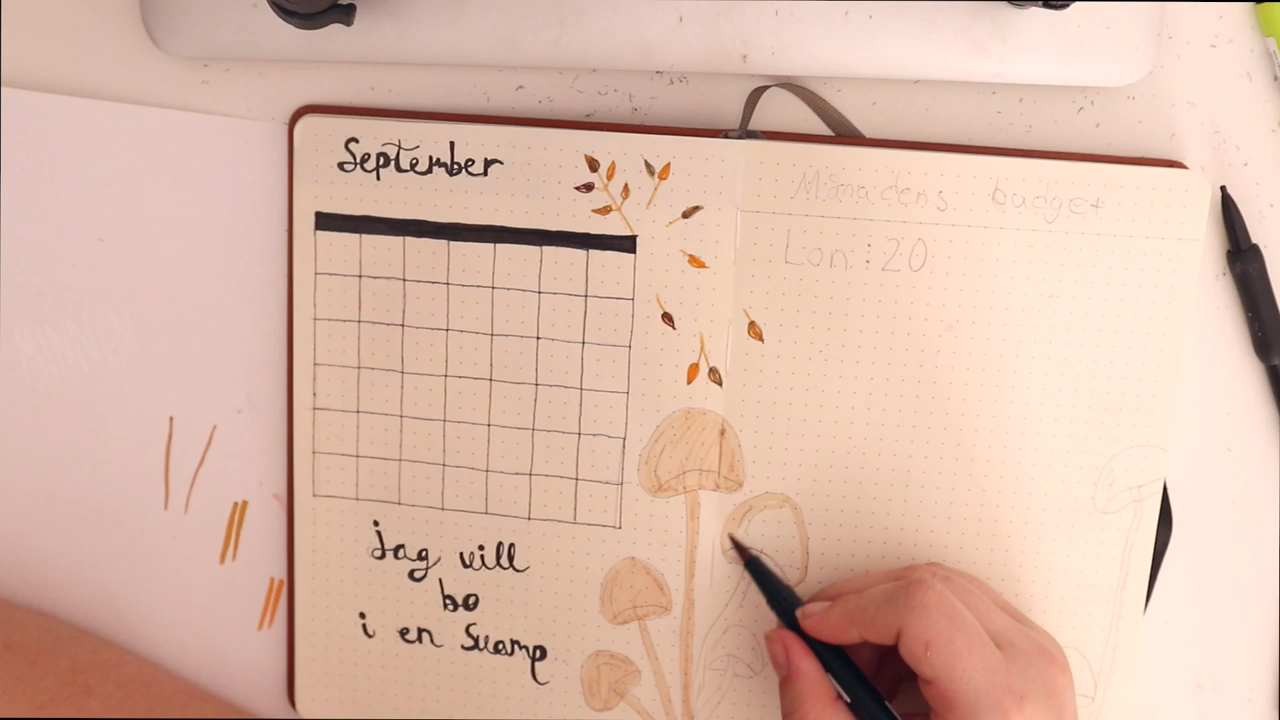 September
Månadens budget
Lön: 20
jag vill
bo
i en Svamp